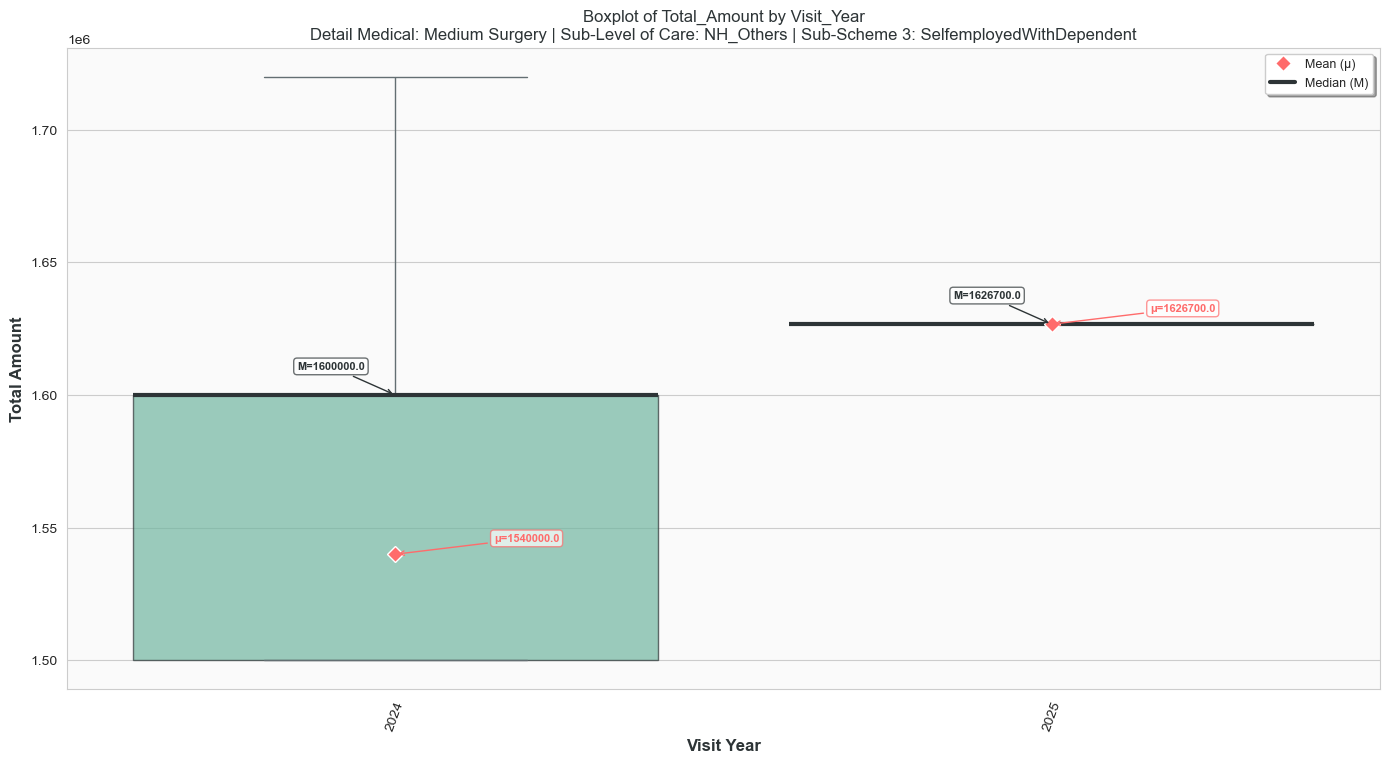 Boxplot of Total_Amount by Visit_Year
Detail Medical: Medium Surgery | Sub-Level of Care: NH_Others | Sub-Scheme 3: SelfemployedWithDependent
1e6
Mean (μ)
Median (M)
1.70
1.65
M=1626700.0
μ=1626700.0
M=1600000.0
1.60
1.55
μ=1540000.0
1.50
Total Amount
2024
2025
Visit Year